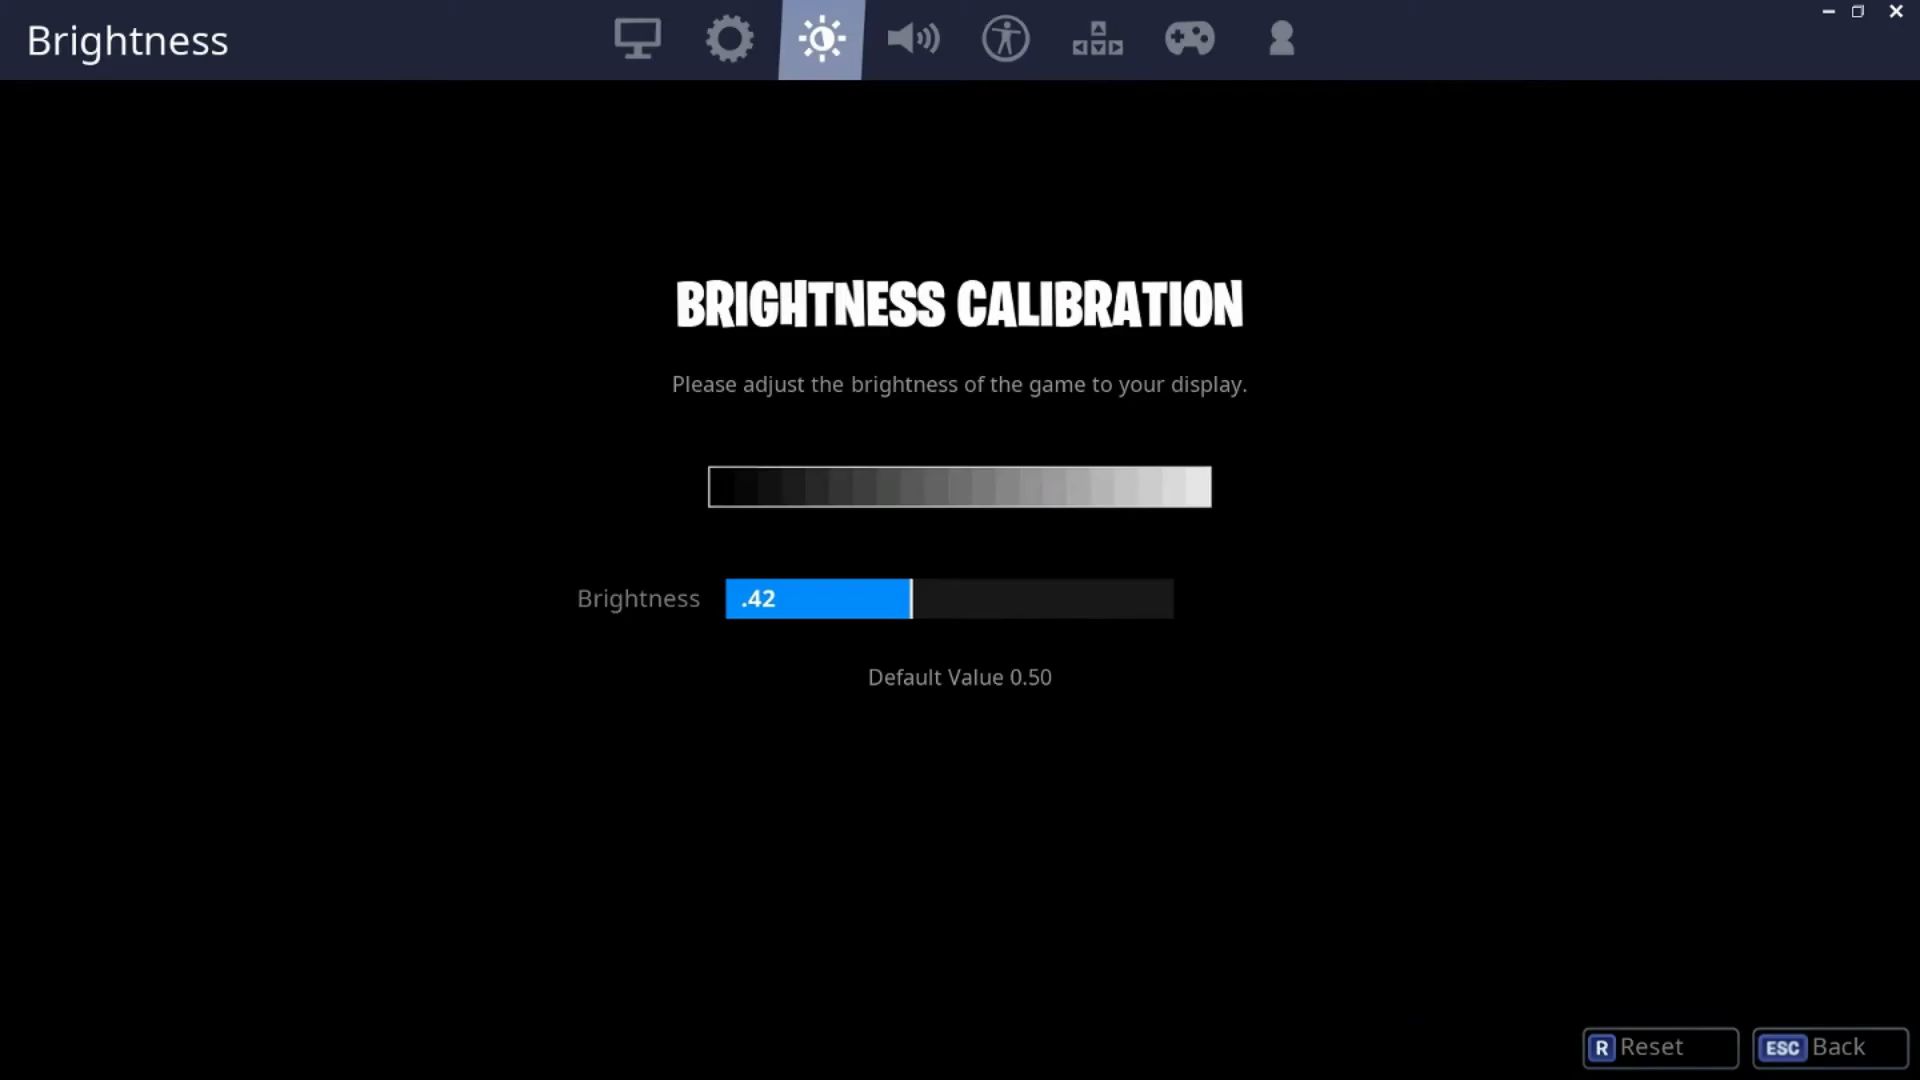 Brightness
BRIGHTNESS CALIBRATION
Please adjust the brightness of the game to your display.
Brightness .42
Default Value 0.50
R Reset ESC Back